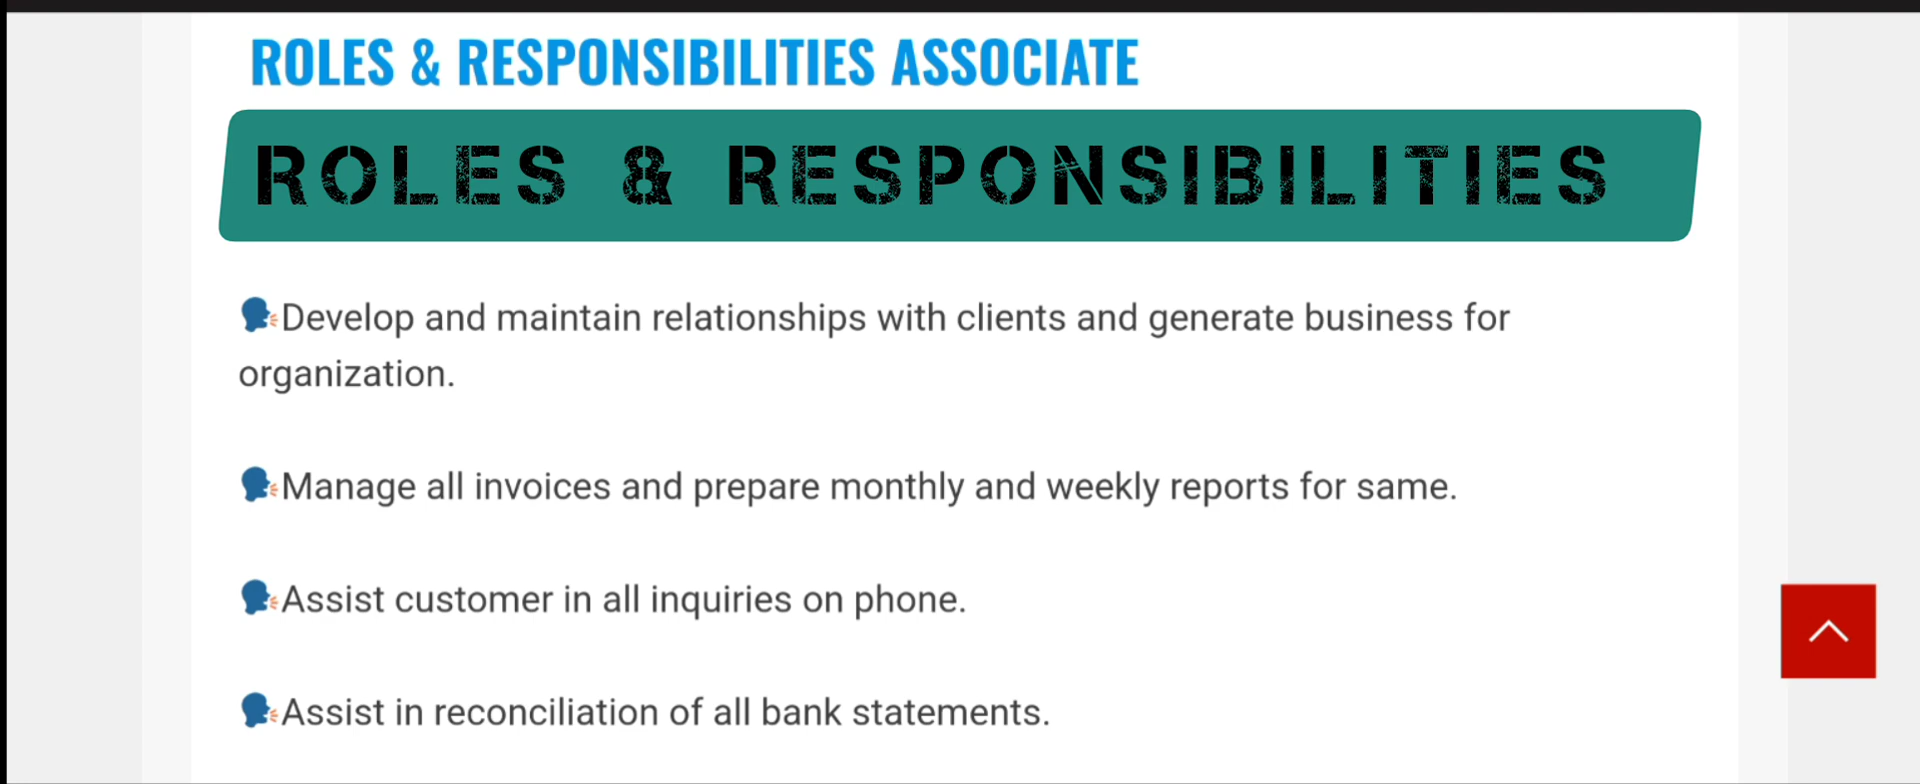 ROLES & RESPONSIBILITIES ASSOCIATE
ROLES & RESPONSIBILITIES
🗣Develop and maintain relationships with clients and generate business for
organization.
🗣Manage all invoices and prepare monthly and weekly reports for same.
🗣Assist customer in all inquiries on phone.
🗣Assist in reconciliation of all bank statements.